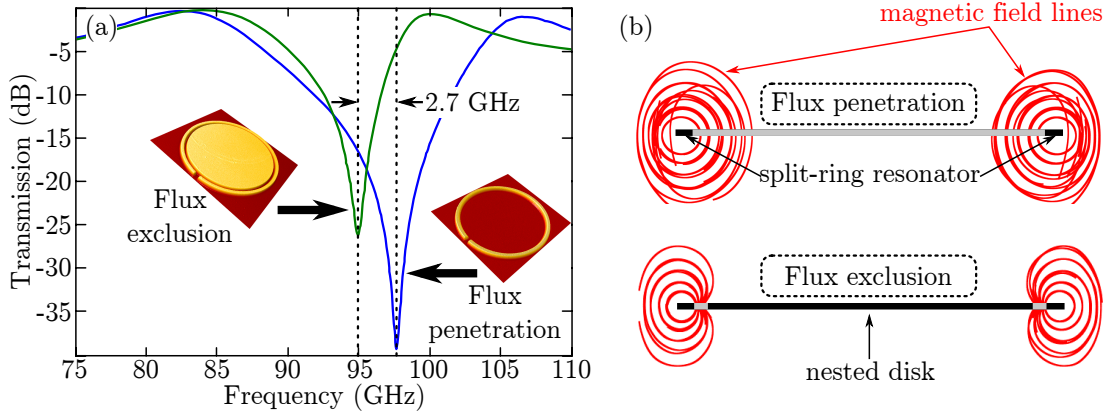 (a)
Transmission (dB)
-5
-10
-15
-20
-25
-30
-35
2.7 GHz
Flux
exclusion
Flux
penetration
75 80 85 90 95 100 105 110
Frequency (GHz)
(b)
magnetic field lines
Flux penetration
split-ring resonator
Flux exclusion
nested disk